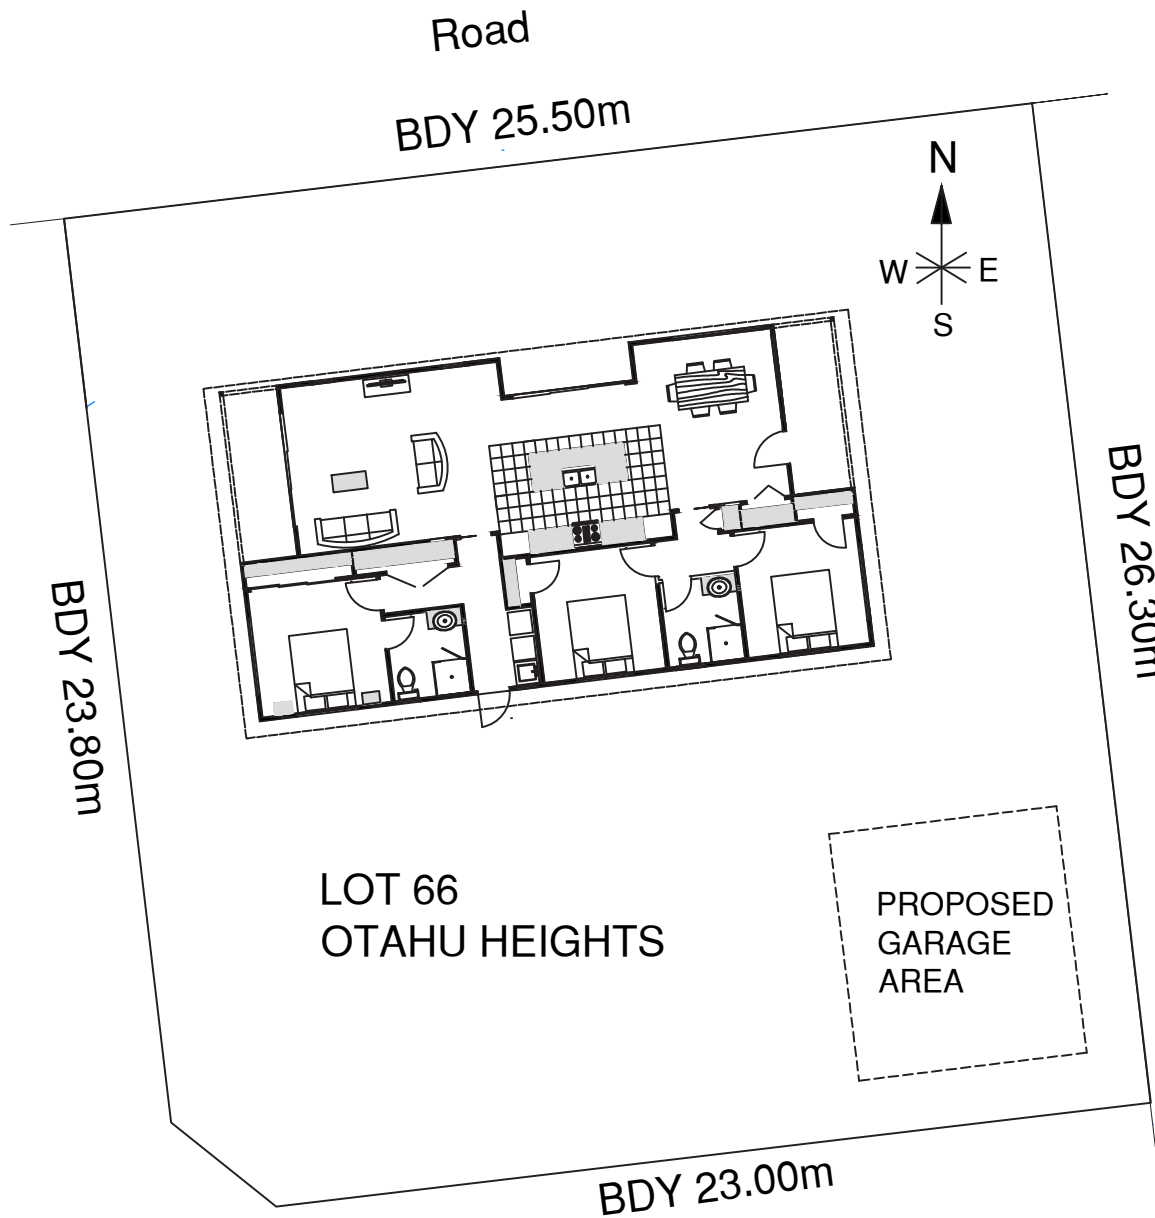 Road
BDY 25.50m
N
W E
S
BDY 26.30m
BDY 23.80m
LOT 66
OTAHU HEIGHTS
PROPOSED
GARAGE
AREA
BDY 23.00m